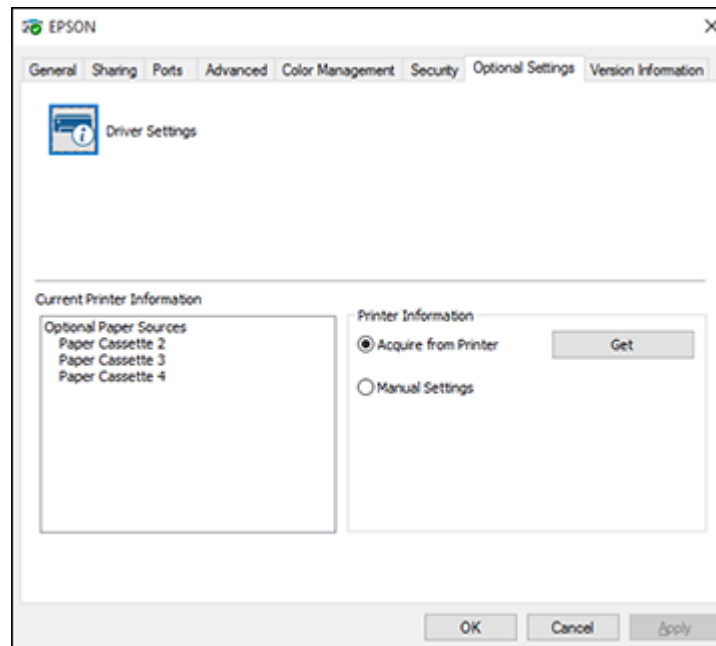 EPSON
General Sharing Ports Advanced Color Management Security Optional Settings Version Information
i Driver Settings
Current Printer Information
Optional Paper Sources
Paper Cassette 2
Paper Cassette 3
Paper Cassette 4
Printer Information
Acquire from Printer Get
Manual Settings
OK Cancel Apply